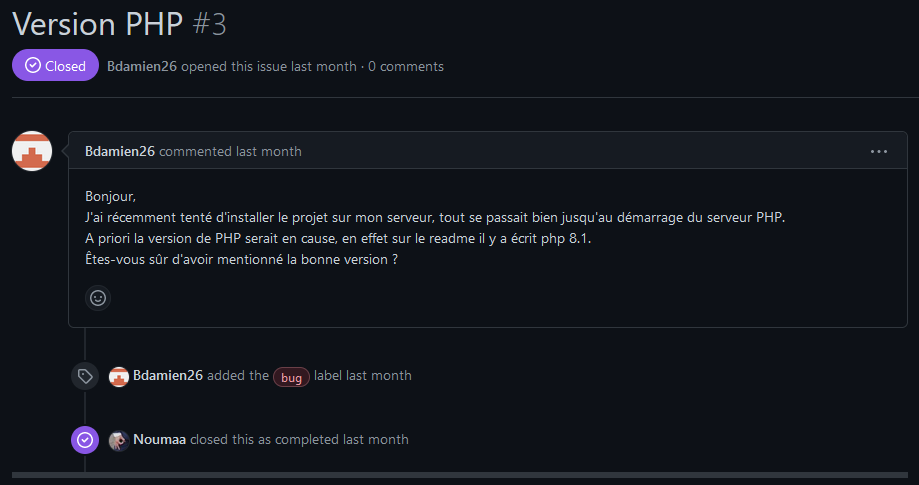 Version PHP #3
Closed Bdamien26 opened this issue last month · 0 comments
Bdamien26 commented last month
Bonjour,
J'ai récemment tenté d'installer le projet sur mon serveur, tout se passait bien jusqu'au démarrage du serveur PHP.
A priori la version de PHP serait en cause, en effet sur le readme il y a écrit php 8.1.
Êtes-vous sûr d'avoir mentionné la bonne version ?
Bdamien26 added the bug label last month
Noumaa closed this as completed last month